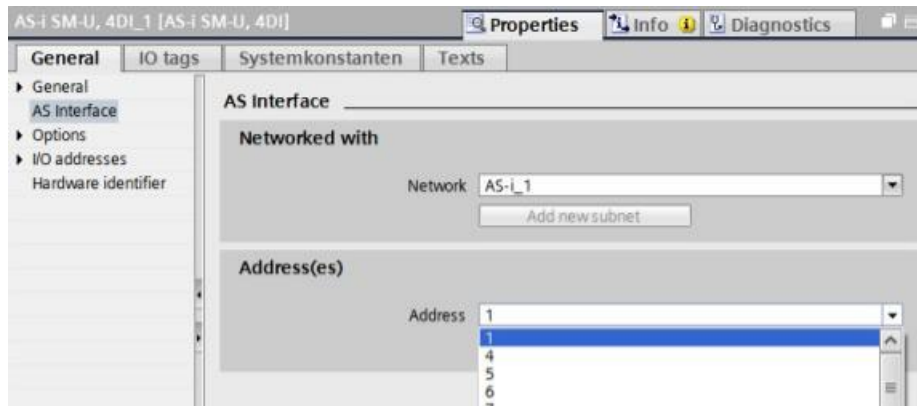 AS-i SM-U, 4DI_1 [AS-i SM-U, 4DI]
Properties
Info
Diagnostics
General
IO tags
Systemkonstanten
Texts
General
AS Interface
Options
I/O addresses
Hardware identifier
AS Interface
Networked with
Network AS-i_1
Add new subnet
Address(es)
Address 1
1
4
5
6